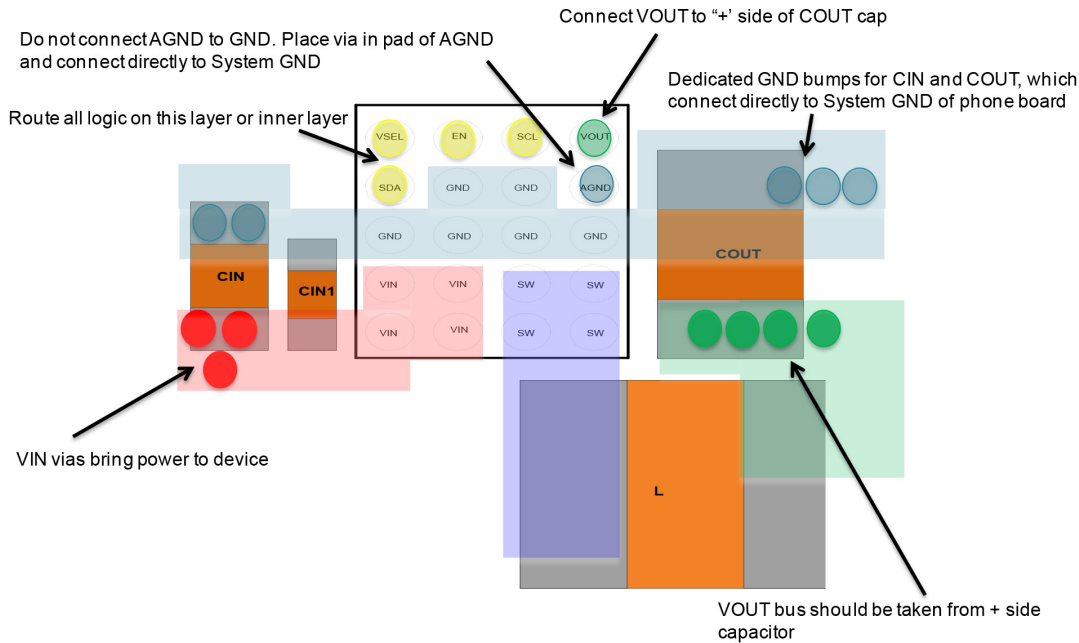 Connect VOUT to “+’ side of COUT cap
Do not connect AGND to GND. Place via in pad of AGND
and connect directly to System GND
Dedicated GND bumps for CIN and COUT, which
connect directly to System GND of phone board
Route all logic on this layer or inner layer
VSEL EN SCL VOUT
SDA GND GND AGND
GND GND GND GND
VIN VIN SW SW
VIN VIN SW SW
CIN
CIN1
COUT
L
VIN vias bring power to device
VOUT bus should be taken from + side
capacitor